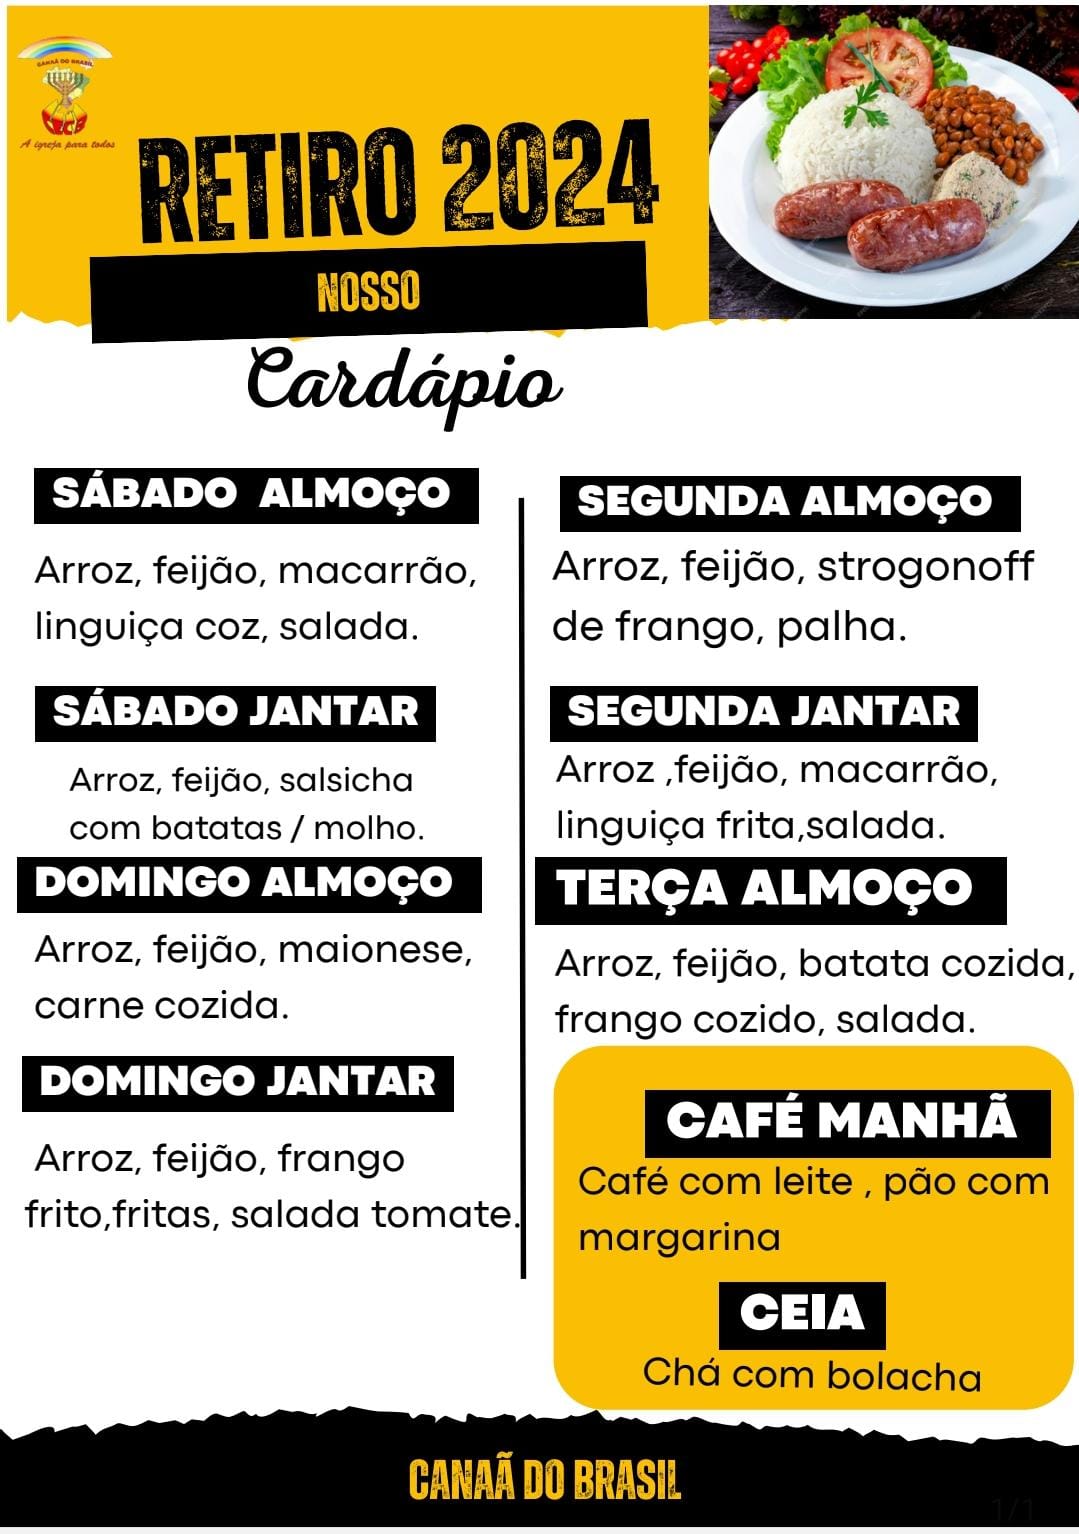 CANAÃ DO BRASIL
A igreja para todos
RETIRO 2024
NOSSO
Cardápio
SÁBADO ALMOÇO
Arroz, feijão, macarrão,
linguiça coz, salada.
SÁBADO JANTAR
Arroz, feijão, salsicha
com batatas / molho.
DOMINGO ALMOÇO
Arroz, feijão, maionese,
carne cozida.
DOMINGO JANTAR
Arroz, feijão, frango
frito,fritas, salada tomate.
SEGUNDA ALMOÇO
Arroz, feijão, strogonoff
de frango, palha.
SEGUNDA JANTAR
Arroz ,feijão, macarrão,
linguiça frita,salada.
TERÇA ALMOÇO
Arroz, feijão, batata cozida,
frango cozido, salada.
CAFÉ MANHÃ
Café com leite , pão com
margarina
CEIA
Chá com bolacha
CANAÃ DO BRASIL
1/1